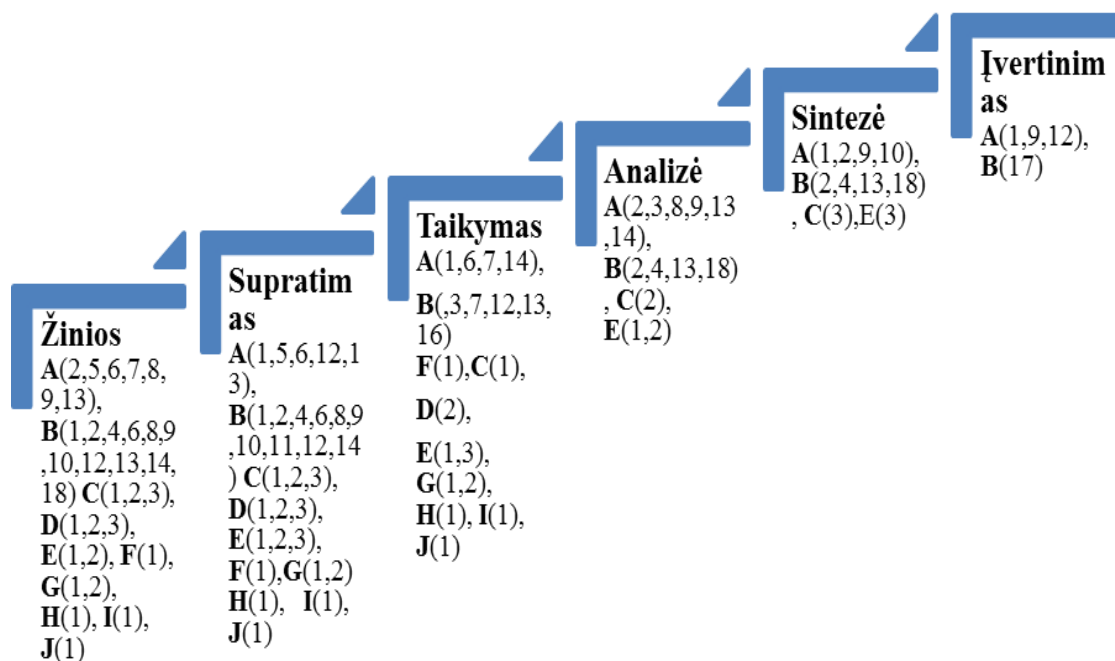 Žinios
A(2,5,6,7,8,
9,13),
B(1,2,4,6,8,9
,10,12,13,14,
18) C(1,2,3),
D(1,2,3),
E(1,2), F(1),
G(1,2),
H(1), I(1),
J(1)
Supratim
as
A(1,5,6,12,1
3),
B(1,2,4,6,8,9
,10,11,12,14
) C(1,2,3),
D(1,2,3),
E(1,2,3),
F(1),G(1,2)
H(1), I(1),
J(1)
Taikymas
A(1,6,7,14),
B(,3,7,12,13,
16)
F(1),C(1),
D(2),
E(1,3),
G(1,2),
H(1), I(1),
J(1)
Analizė
A(2,3,8,9,13
,14),
B(2,4,13,18)
, C(2),
E(1,2)
Sintezė
A(1,2,9,10),
B(2,4,13,18)
, C(3),E(3)
Įvertinim
as
A(1,9,12),
B(17)